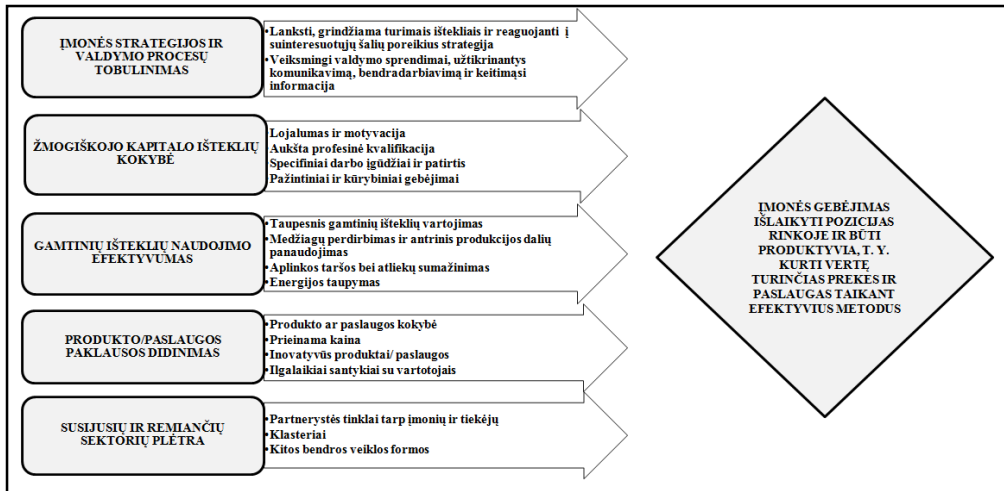 ĮMONĖS STRATEGIJOS IR
VALDYMO PROCESŲ
TOBULINIMAS
•Lanksti, grindžiama turimais ištekliais ir reaguojanti į
suinteresuotųjų šalių poreikius strategija
•Veiksmingi valdymo sprendimai, užtikrinantys
komunikavimą, bendradarbiavimą ir keitimąsi
informacija
ŽMOGIŠKOJO KAPITALO IŠTEKLIŲ
KOKYBĖ
•Lojalumas ir motyvacija
•Aukšta profesinė kvalifikacija
•Specifiniai darbo įgūdžiai ir patirtis
•Pažintiniai ir kūrybiniai gebėjimai
GAMTINIŲ IŠTEKLIŲ NAUDOJIMO
EFEKTYVUMAS
•Taupesnis gamtinių išteklių vartojimas
•Medžiagų perdirbimas ir antrinis produkcijos dalių
panaudojimas
•Aplinkos taršos bei atliekų sumažinimas
•Energijos taupymas
PRODUKTO/PASLAUGOS
PAKLAUSOS DIDINIMAS
•Produkto ar paslaugos kokybė
•Prieinama kaina
•Inovatyvūs produktai/ paslaugos
•Ilgalaikiai santykiai su vartotojais
SUSIJUSIŲ IR REMIANČIŲ
SEKTORIŲ PLĖTRA
•Partnerystės tinklai tarp įmonių ir tiekėjų
•Klasteriai
•Kitos bendros veiklos formos
ĮMONĖS GEBĖJIMAS
IŠLAIKYTI POZICIJAS
RINKOJE IR BŪTI
PRODUKTYVIA, T. Y.
KURTI VERTĘ
TURINČIAS PREKES IR
PASLAUGAS TAIKANT
EFEKTYVIUS METODUS